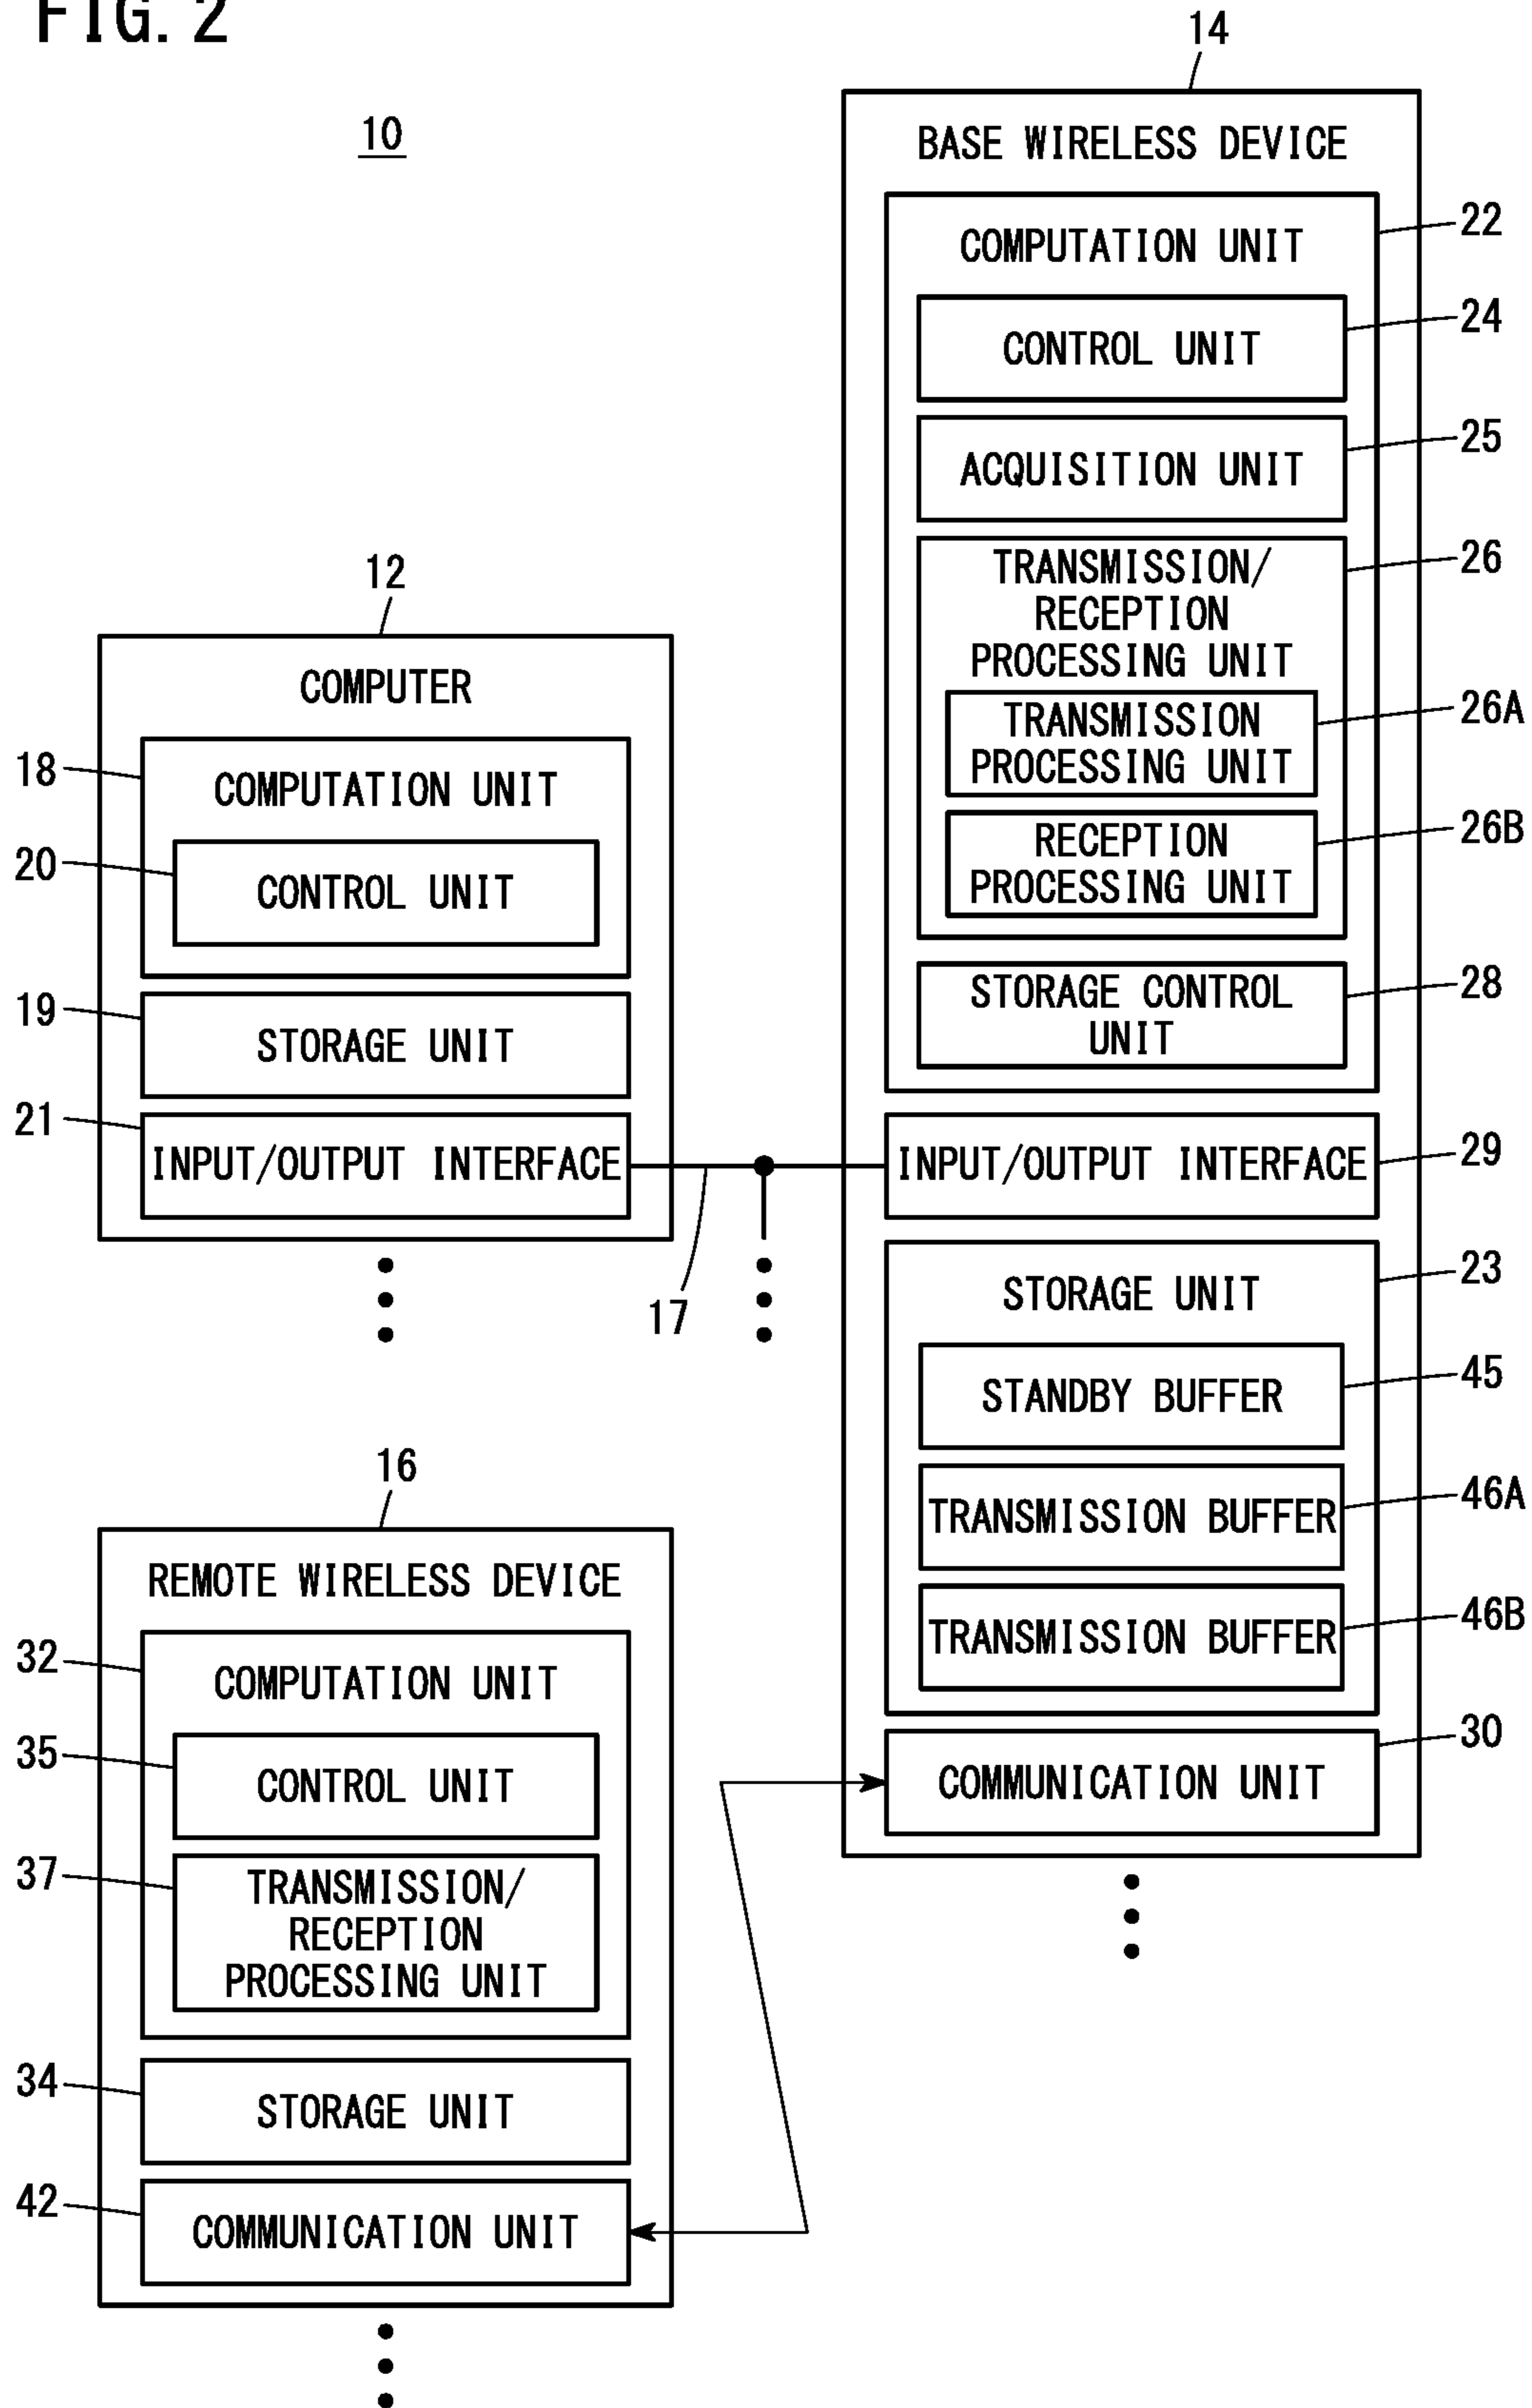 FIG. 2
10
14
BASE WIRELESS DEVICE
22
COMPUTATION UNIT
24
CONTROL UNIT
25
ACQUISITION UNIT
26
TRANSMISSION/
RECEPTION
PROCESSING UNIT
26A
TRANSMISSION
PROCESSING UNIT
26B
RECEPTION
PROCESSING UNIT
28
STORAGE CONTROL
UNIT
INPUT/OUTPUT INTERFACE
29
23
STORAGE UNIT
45
STANDBY BUFFER
46A
TRANSMISSION BUFFER
46B
TRANSMISSION BUFFER
30
COMMUNICATION UNIT
12
COMPUTER
18
COMPUTATION UNIT
20
CONTROL UNIT
19
STORAGE UNIT
21
INPUT/OUTPUT INTERFACE
17
16
REMOTE WIRELESS DEVICE
32
COMPUTATION UNIT
35
CONTROL UNIT
37
TRANSMISSION/
RECEPTION
PROCESSING UNIT
34
STORAGE UNIT
42
COMMUNICATION UNIT